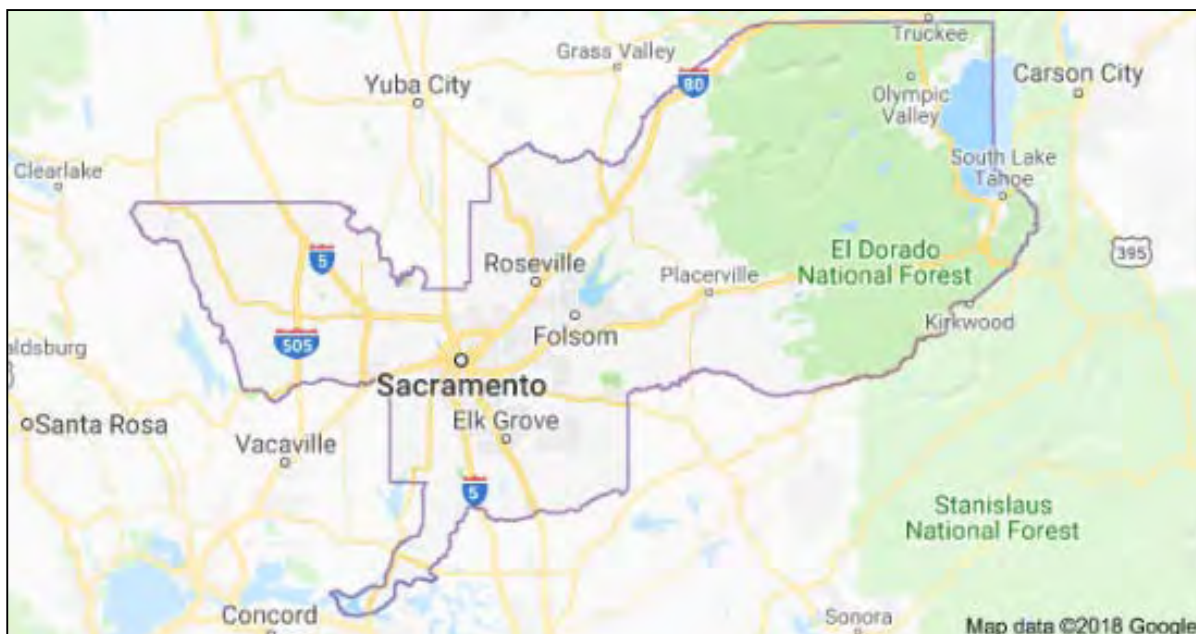 Truckee
Grass Valley
80
Carson City
Yuba City
Olympic
Valley
Clearlake
South Lake
Tahoe
El Dorado
National Forest
395
5
Roseville
Placerville
505
Folsom
Kirkwood
aldsburg
Sacramento
Elk Grove
Santa Rosa
Vacaville
5
Stanislaus
National Forest
Concord
Sonora
Map data ©2018 Google